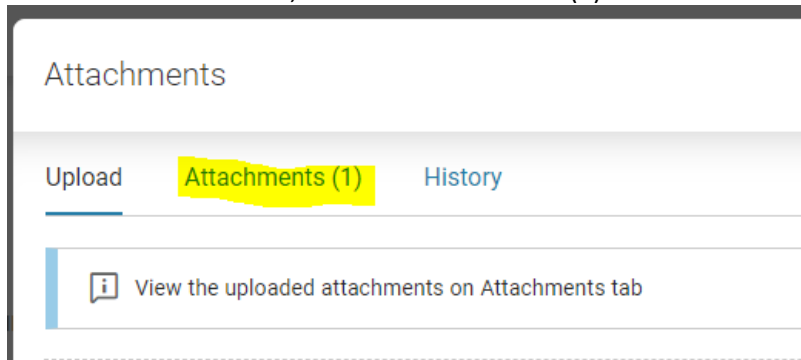 Attachments
Upload Attachments (1) History
View the uploaded attachments on Attachments tab